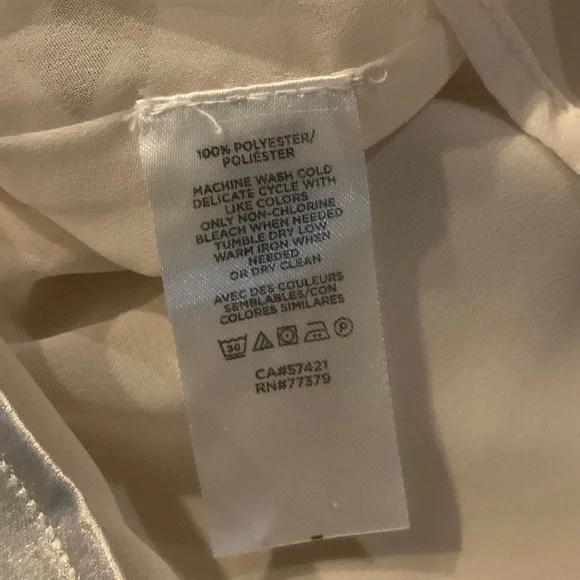 100% POLYESTER/
POLIÉSTER
MACHINE WASH COLD
DELICATE CYCLE WITH
LIKE COLORS
ONLY NON-CHLORINE
BLEACH WHEN NEEDED
TUMBLE DRY LOW
WARM IRON WHEN
NEEDED
OR DRY CLEAN
AVEC DES COULEURS
SEMBLABLES/CON
COLORES SIMILARES
30 P
CA#57421
RN#77379